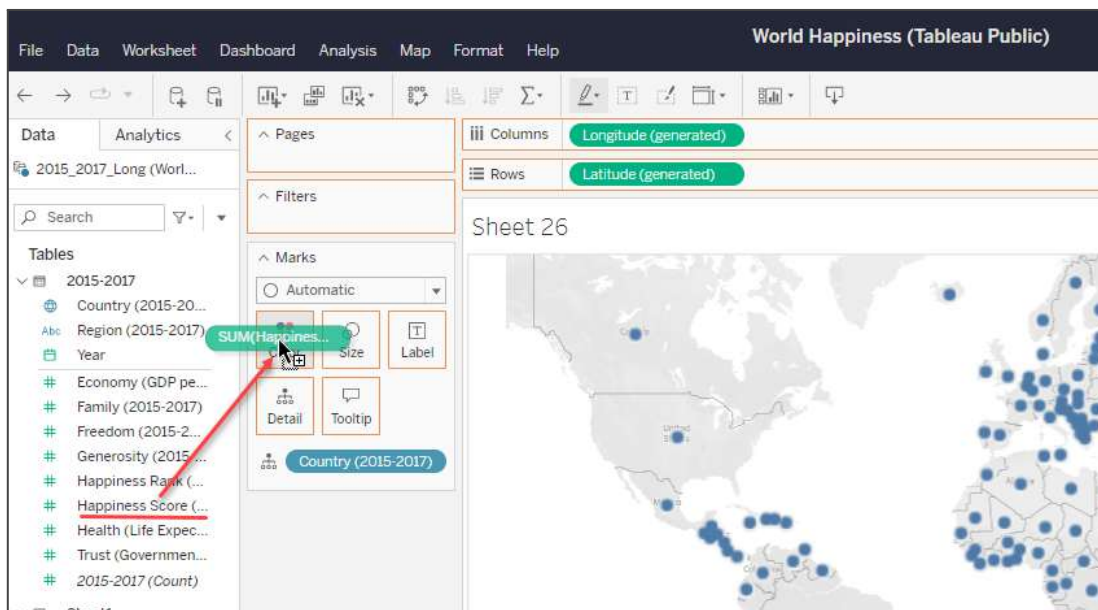 World Happiness (Tableau Public)
File Data Worksheet Dashboard Analysis Map Format Help
Data Analytics
2015_2017_Long (Worl...
Search
Tables
2015-2017
Country (2015-20...
Abc Region (2015-2017)
Year
Economy (GDP pe...
Family (2015-2017)
Freedom (2015-2...
Generosity (2015-...
Happiness Rank (...
Happiness Score (...
Health (Life Expec...
Trust (Governmen...
2015-2017 (Count)
Pages
Filters
Marks
Automatic
SUM(Happines...
Size Label
Detail Tooltip
Country (2015-2017)
Columns Longitude (generated)
Rows Latitude (generated)
Sheet 26
United
Mexico